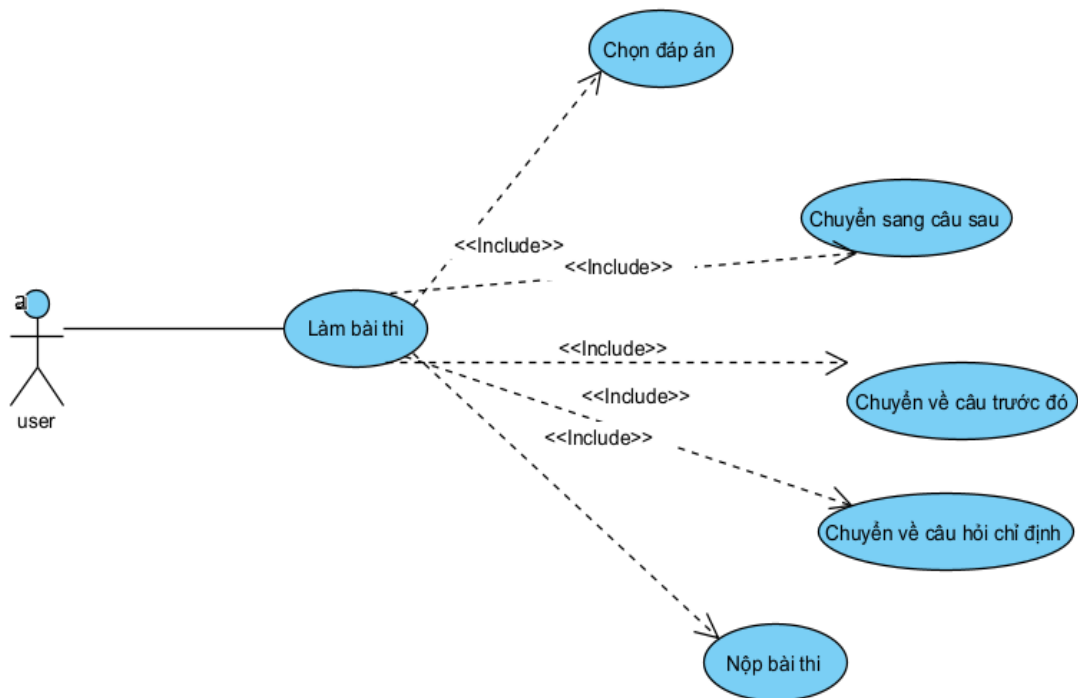 Chọn đáp án
Chuyển sang câu sau
<<Include>>
<<Include>>
a
Làm bài thi
<<Include>>
<<Include>>
Chuyển về câu trước đó
user
<<Include>>
Chuyển về câu hỏi chỉ định
Nộp bài thi